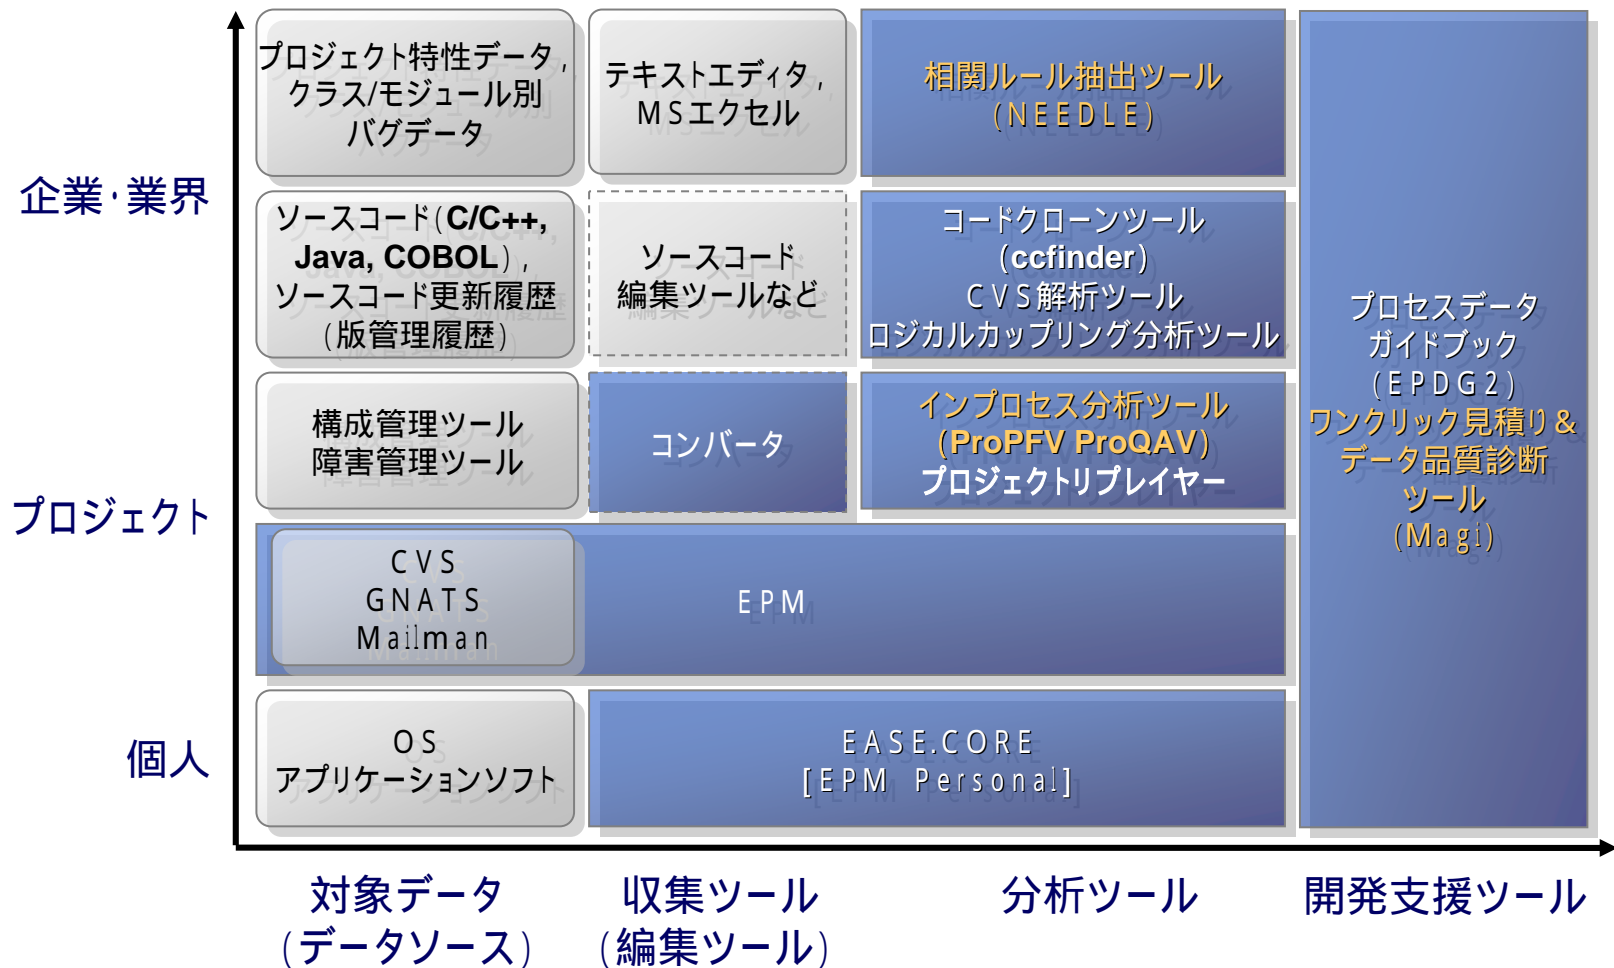 プロジェクト特性データ,
クラス/モジュール別
バグデータ
テキストエディタ,
MSエクセル
相関ルール抽出ツール
(NEEDLE)
企業・業界
ソースコード(C/C++,
Java, COBOL),
ソースコード更新履歴
(版管理履歴)
ソースコード
編集ツールなど
コードクローンツール
(ccfinder)
CVS解析ツール
ロジカルカップリング分析ツール
プロジェクト
構成管理ツール
障害管理ツール
コンバータ
インプロセス分析ツール
(ProPFV ProQAV)
プロジェクトリプレイヤー
CVS
GNATS
Mailman
EPM
個人
OS
アプリケーションソフト
EASE.CORE
[EPM Personal]
プロセスデータ
ガイドブック
(EPDG2)
ワンクリック見積り&
データ品質診断
ツール
(Magi)
対象データ
(データソース)
収集ツール
(編集ツール)
分析ツール
開発支援ツール